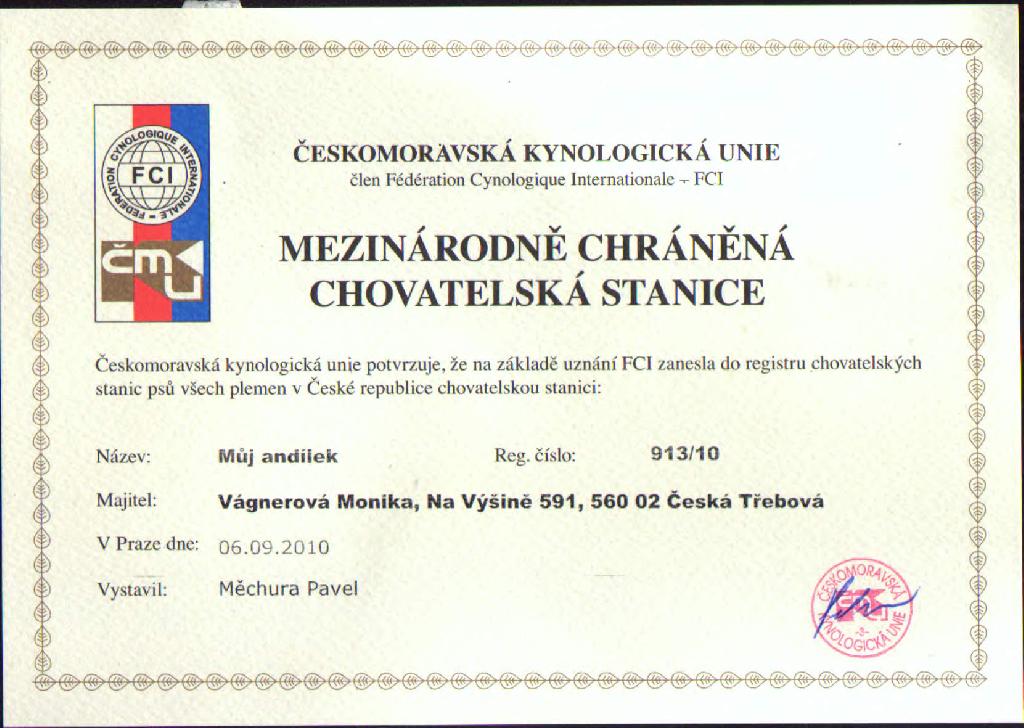 FEDERATION CYNOLOGIQUE INTERNATIONALE
FCI
ČMKU
ČESKOMORAVSKÁ KYNOLOGICKÁ UNIE
člen Fédération Cynologique Internationale – FCI
MEZINÁRODNĚ CHRÁNĚNÁ
CHOVATELSKÁ STANICE
Českomoravská kynologická unie potvrzuje, že na základě uznání FCI zanesla do registru chovatelských
stanic psů všech plemen v České republice chovatelskou stanici:
Název: Můj andílek Reg. číslo: 913/10
Majitel: Vágnerová Monika, Na Výšině 591, 560 02 Česká Třebová
V Praze dne: 06.09.2010
Vystavil: Měchura Pavel
ČESKOMORAVSKÁ
KYNOLOGICKÁ UNIE
-8-